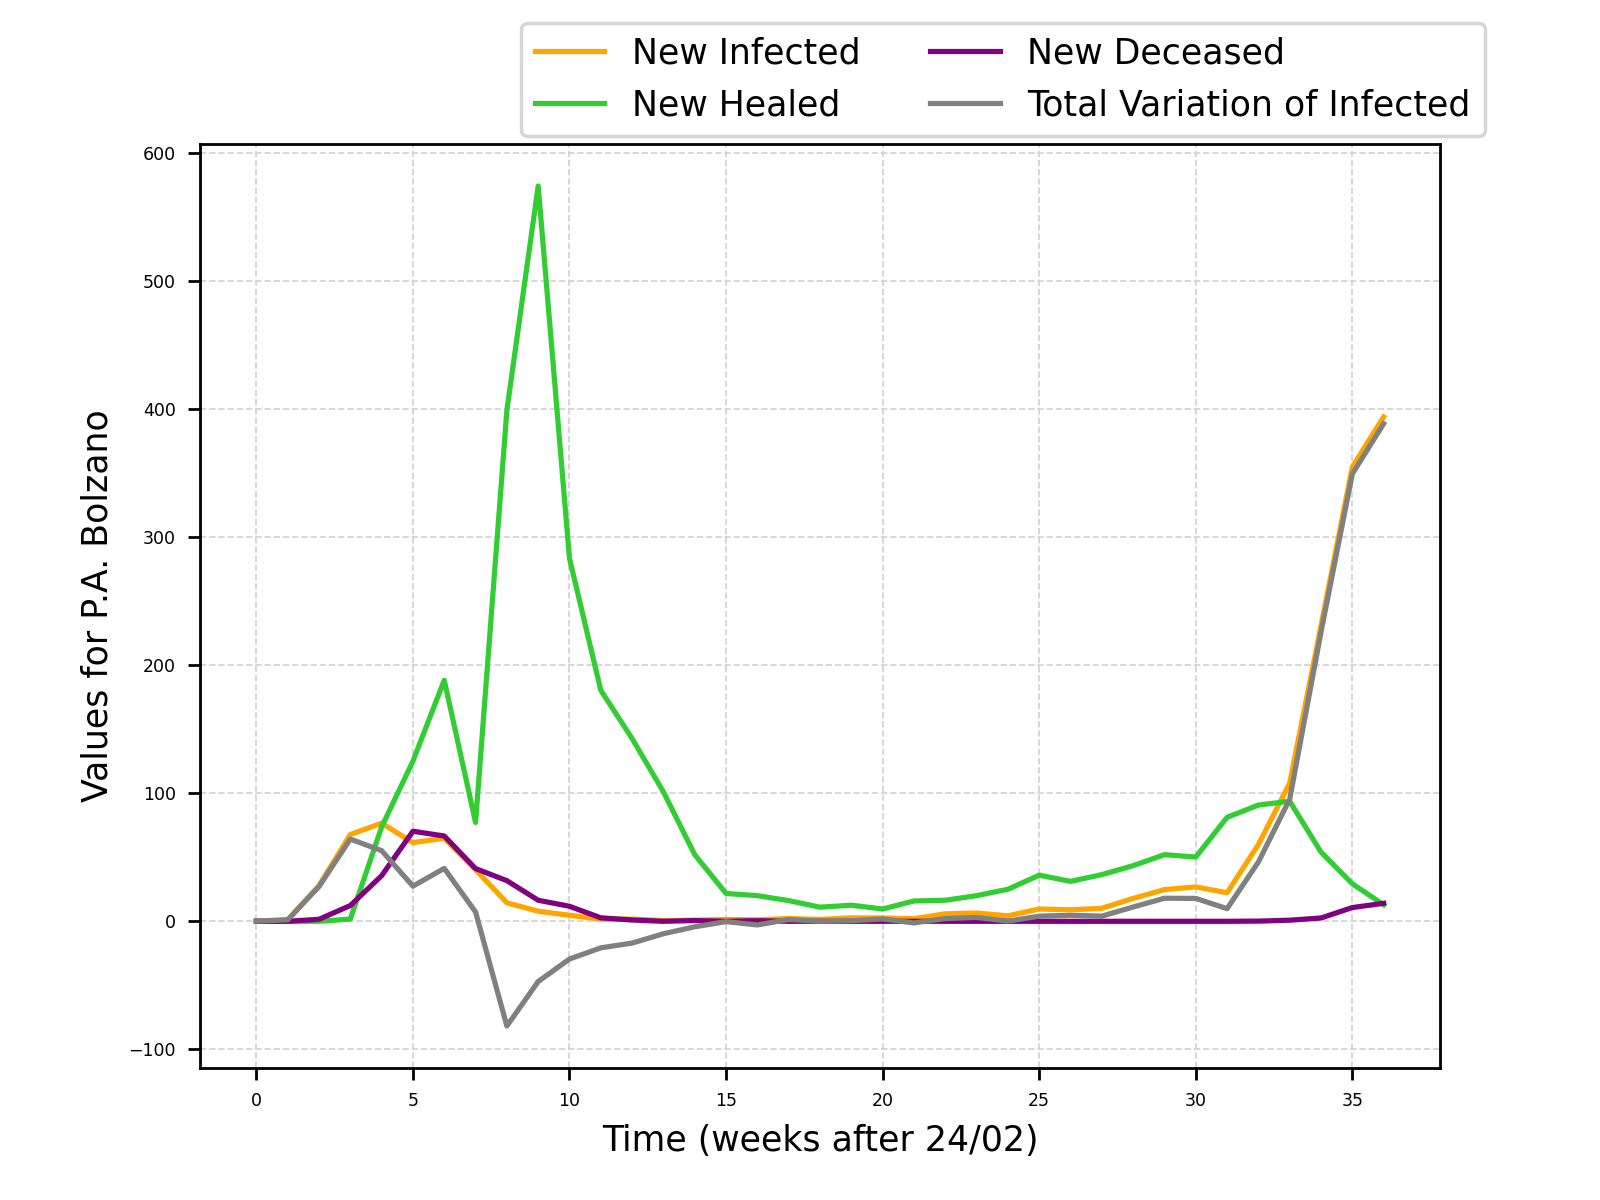 New Infected
New Healed
New Deceased
Total Variation of Infected
600
500
400
300
200
100
0
−100
Values for P.A. Bolzano
0 5 10 15 20 25 30 35
Time (weeks after 24/02)